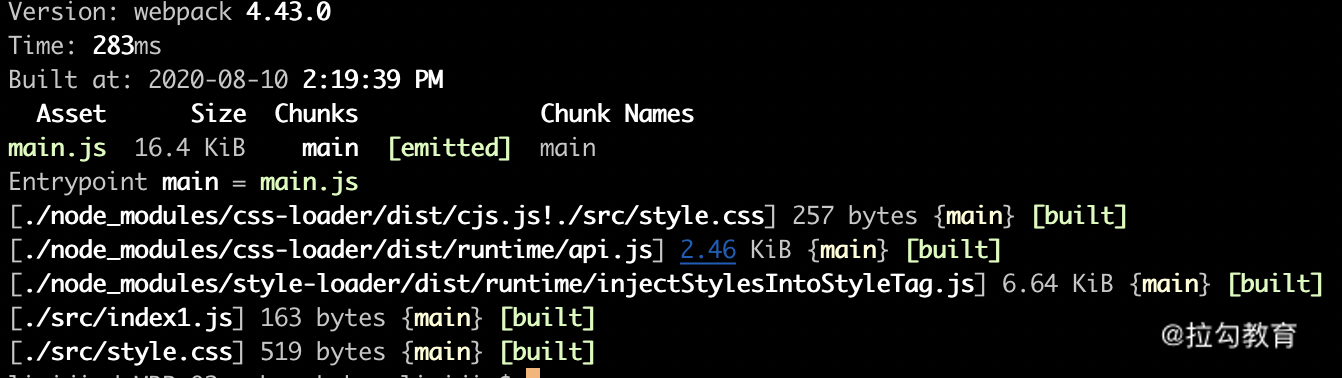 Version: webpack 4.43.0
Time: 283ms
Built at: 2020-08-10 2:19:39 PM
Asset Size Chunks Chunk Names
main.js 16.4 KiB main [emitted] main
Entrypoint main = main.js
[./node_modules/css-loader/dist/cjs.js!./src/style.css] 257 bytes {main} [built]
[./node_modules/css-loader/dist/runtime/api.js] 2.46 KiB {main} [built]
[./node_modules/style-loader/dist/runtime/injectStylesIntoStyleTag.js] 6.64 KiB {main} [built]
[./src/index1.js] 163 bytes {main} [built]
[./src/style.css] 519 bytes {main} [built]
@拉勾教育